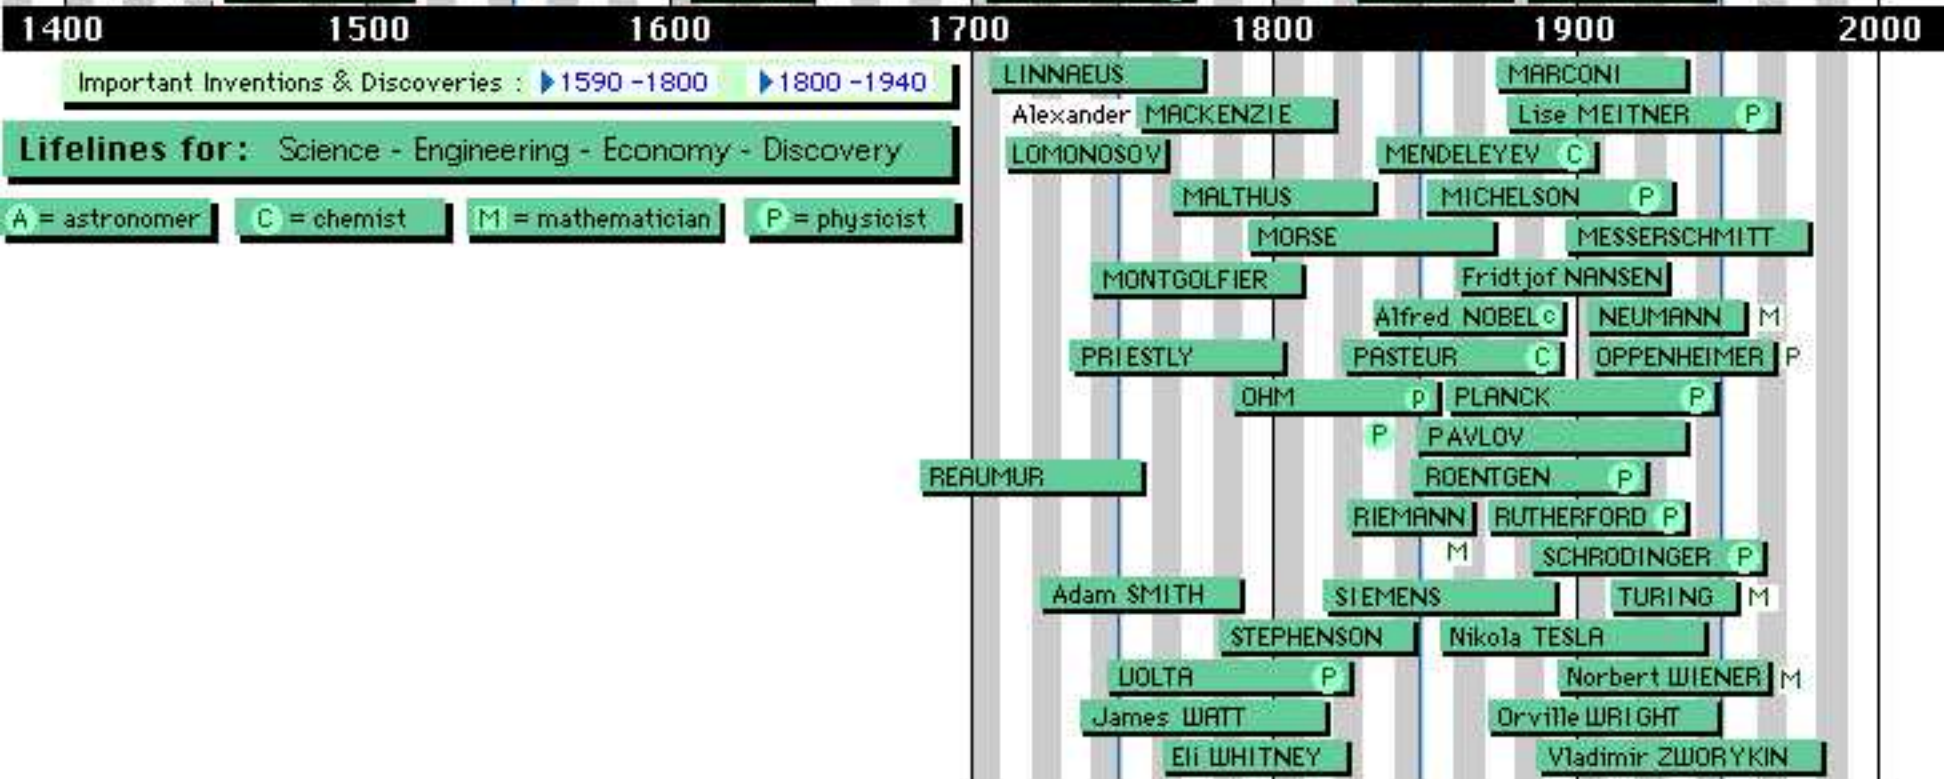 1400 1500 1600 1700 1800 1900 2000
Important Inventions & Discoveries : 1590 -1800 1800 -1940
LINNAEUS MARCONI
Alexander MACKENZIE Lise MEITNER P
Lifelines for: Science - Engineering - Economy - Discovery
LOMONOSOV MENDELEYEV C
MALTHUS MICHELSON P
A = astronomer C = chemist M = mathematician P = physicist
MORSE MESSERSCHMITT
MONTGOLFIER Fridtjof NANSEN
Alfred NOBEL c NEUMANN M
PRIESTLY PASTEUR C OPPENHEIMER P
OHM p PLANCK P
P PAVLOV
REAUMUR ROENTGEN P
RIEMANN RUTHERFORD P
M SCHRODINGER P
Adam SMITH SIEMENS TURING M
STEPHENSON Nikola TESLA
VOLTA P Norbert WIENER M
James WATT Orville WRIGHT
Eli WHITNEY Vladimir ZWORYKIN